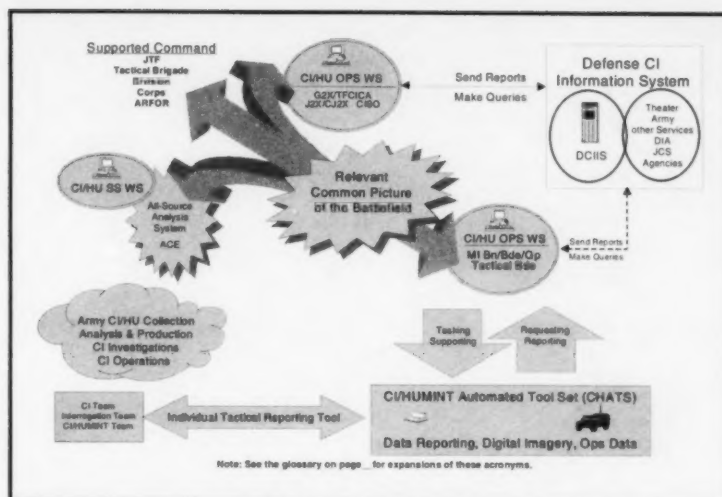 Supported Command
JTF
Tactical Brigade
Division
Corps
ARFOR
CI/HU OPS WS
G2X/TFCICA
J2X/CJ2X CISO
Send Reports
Make Queries
Defense CI
Information System
DCIIS
Theater
Army
other Services
DIA
JCS
Agencies
CI/HU SS WS
All-Source
Analysis
System
ACE
Relevant
Common Picture
of the Battlefield
CI/HU OPS WS
MI Bn/Bde/Gp
Tactical Bde
Send Reports
Make Queries
Army CI/HU Collection
Analysis & Production
CI Investigations
CI Operations
Tasking
Supporting
Requesting
Reporting
CI Team
Interrogation Team
CI/HUMINT Team
Individual Tactical Reporting Tool
CI/HUMINT Automated Tool Set (CHATS)
Data Reporting, Digital Imagery, Ops Data
Note: See the glossary on page__for expansions of these acronyms.